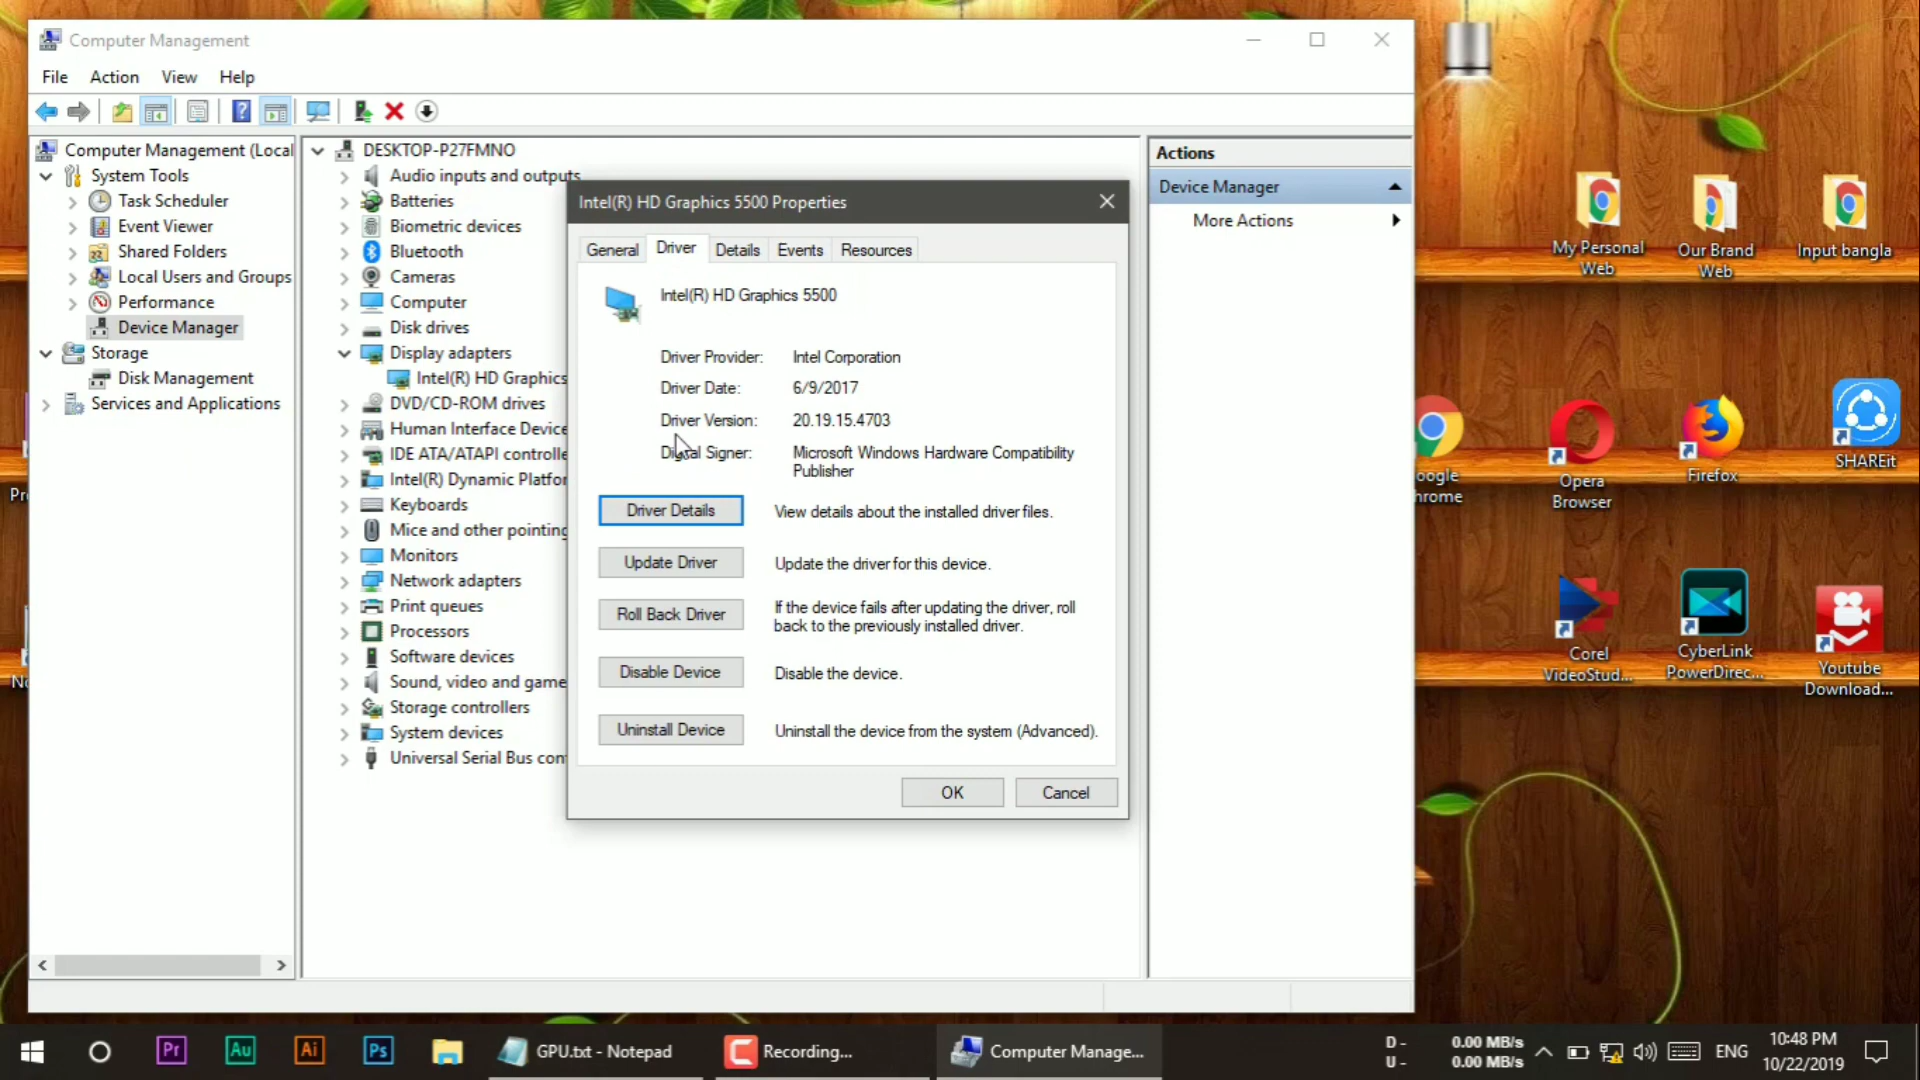 Computer Management
File Action View Help
Computer Management (Local
System Tools
Task Scheduler
Event Viewer
Shared Folders
Local Users and Groups
Performance
Device Manager
Storage
Disk Management
Services and Applications
DESKTOP-P27FMNO
Audio inputs and outputs
Batteries
Biometric devices
Bluetooth
Cameras
Computer
Disk drives
Display adapters
Intel(R) HD Graphics
DVD/CD-ROM drives
Human Interface Device
IDE ATA/ATAPI controlle
Intel(R) Dynamic Platfor
Keyboards
Mice and other pointing
Monitors
Network adapters
Print queues
Processors
Software devices
Sound, video and game
Storage controllers
System devices
Universal Serial Bus con
Intel(R) HD Graphics 5500 Properties
General Driver Details Events Resources
Intel(R) HD Graphics 5500
Driver Provider: Intel Corporation
Driver Date: 6/9/2017
Driver Version: 20.19.15.4703
Digital Signer: Microsoft Windows Hardware Compatibility
Publisher
Driver Details View details about the installed driver files.
Update Driver Update the driver for this device.
Roll Back Driver If the device fails after updating the driver, roll
back to the previously installed driver.
Disable Device Disable the device.
Uninstall Device Uninstall the device from the system (Advanced).
OK Cancel
Actions
Device Manager
More Actions
My Personal
Web
Our Brand
Web
Input bangla
oogle
hrome
Opera
Browser
Firefox
SHAREit
Corel
VideoStud...
CyberLink
PowerDirec...
Youtube
Download...
Pr
Au
Ai
Ps
GPU.txt - Notepad
Recording...
Computer Manage...
D - 0.00 MB/s
U - 0.00 MB/s
ENG
10:48 PM
10/22/2019